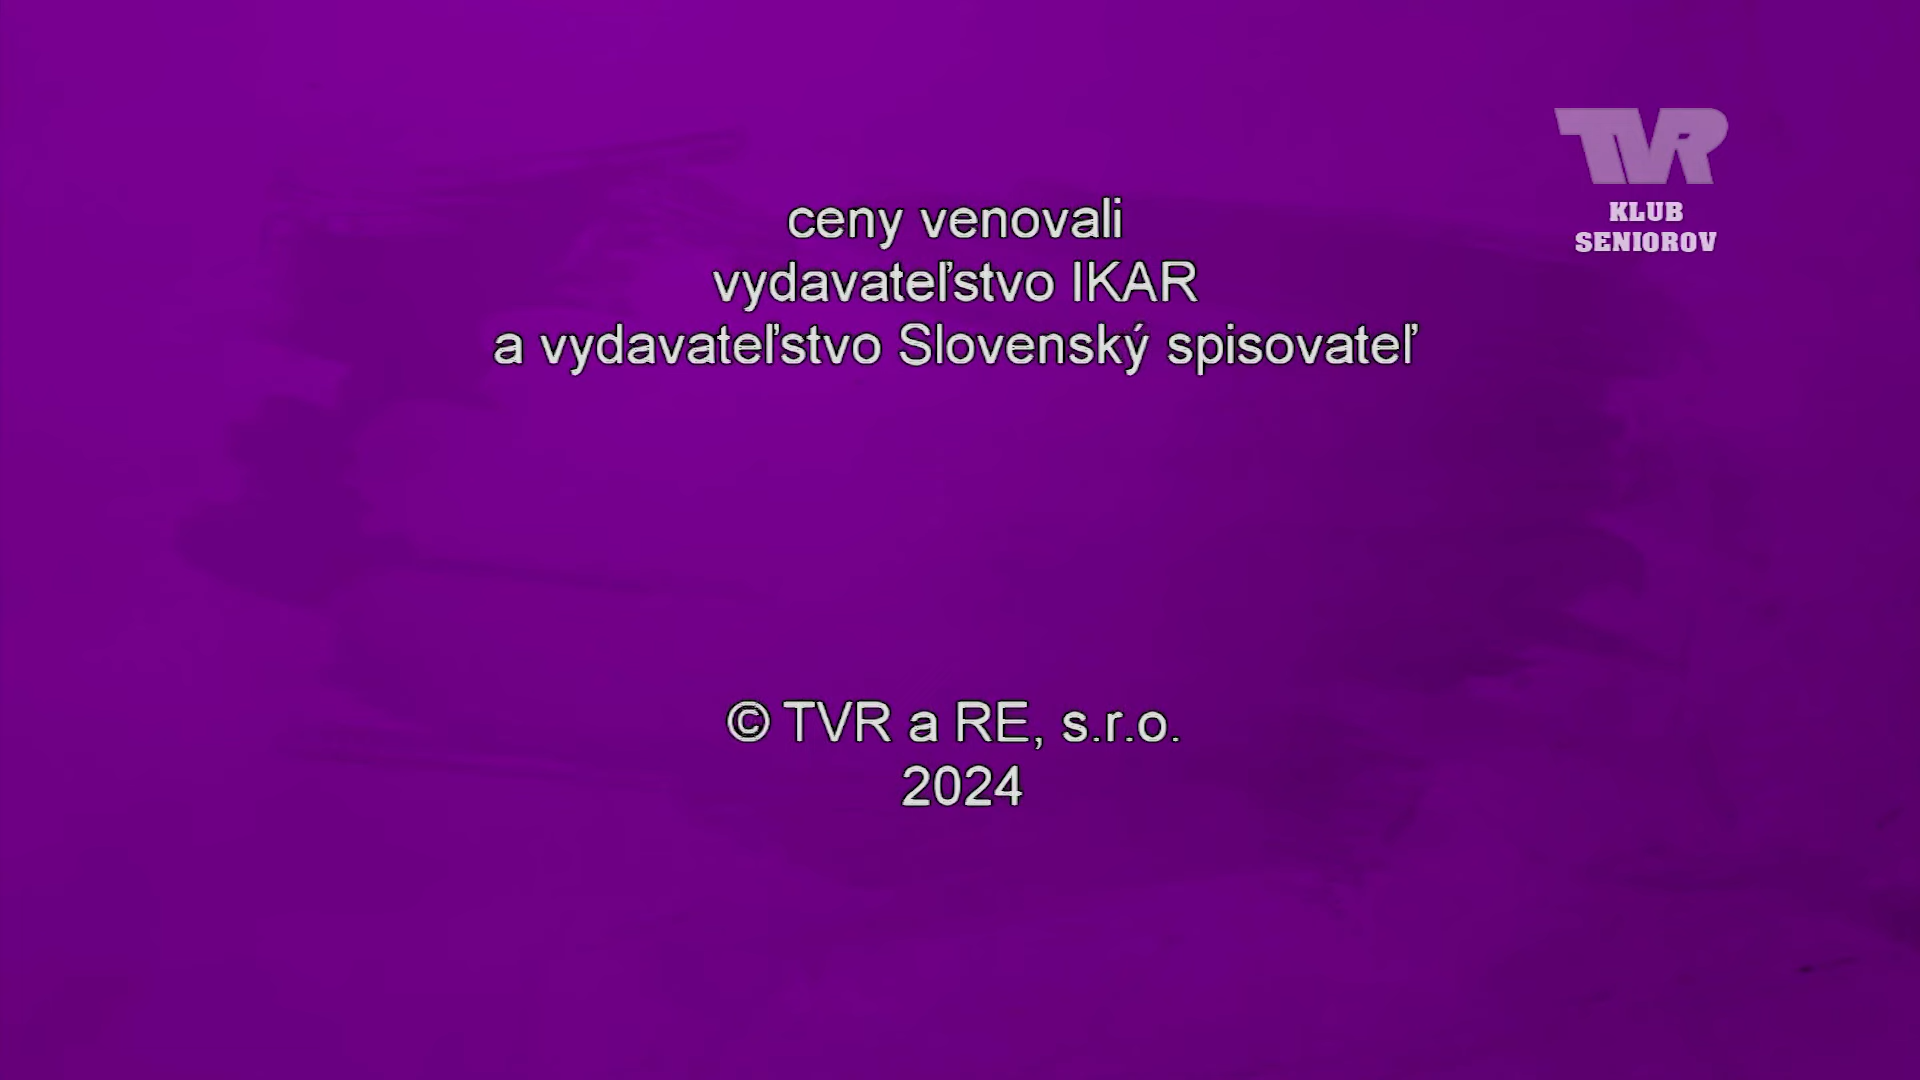 TVR
KLUB
SENIOROV
ceny venovali
vydavateľstvo IKAR
a vydavateľstvo Slovenský spisovateľ
© TVR a RE, s.r.o.
2024